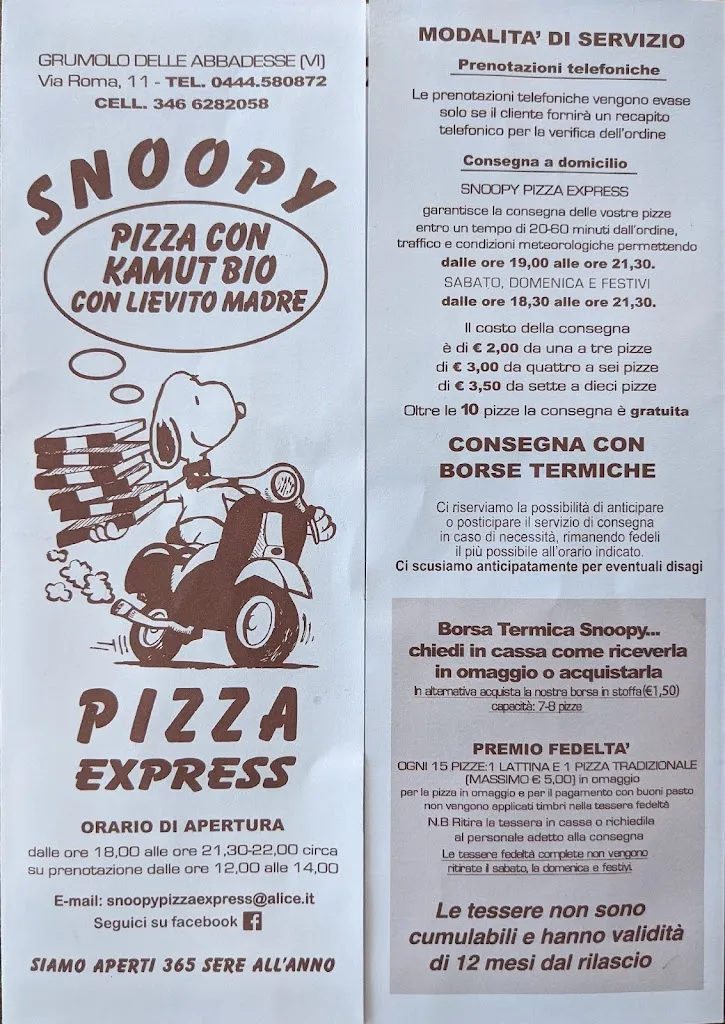 GRUMOLO DELLE ABBADESSE (VI)
Via Roma, 11 - TEL. 0444.580872
CELL. 346 6282058
SNOOPY
PIZZA CON
KAMUT BIO
CON LIEVITO MADRE
PIZZA
EXPRESS
ORARIO DI APERTURA
dalle ore 18,00 alle ore 21,30-22,00 circa
su prenotazione dalle ore 12,00 alle 14,00
E-mail: snoopypizzaexpress@alice.it
Seguici su facebook f
SIAMO APERTI 365 SERE ALL'ANNO
MODALITA' DI SERVIZIO
Prenotazioni telefoniche
Le prenotazioni telefoniche vengono evase
solo se il cliente fornirà un recapito
telefonico per la verifica dell'ordine
Consegna a domicilio
SNOOPY PIZZA EXPRESS
garantisce la consegna delle vostre pizze
entro un tempo di 20-60 minuti dall'ordine,
traffico e condizioni meteorologiche permettendo
dalle ore 19,00 alle ore 21,30.
SABATO, DOMENICA E FESTIVI
dalle ore 18,30 alle ore 21,30.
Il costo della consegna
è di € 2,00 da una a tre pizze
di € 3,00 da quattro a sei pizze
di € 3,50 da sette a dieci pizze
Oltre le 10 pizze la consegna è gratuita
CONSEGNA CON
BORSE TERMICHE
Ci riserviamo la possibilità di anticipare
o posticipare il servizio di consegna
in caso di necessità, rimanendo fedeli
il più possibile all'orario indicato.
Ci scusiamo anticipatamente per eventuali disagi
Borsa Termica Snoopy...
chiedi in cassa come riceverla
in omaggio o acquistarla
In alternativa acquista la nostra borsa in stoffa (€1,50)
capacità: 7-8 pizze
PREMIO FEDELTA'
OGNI 15 PIZZE: 1 LATTINA E 1 PIZZA TRADIZIONALE
(MASSIMO € 5,00) in omaggio
per la pizza in omaggio e per il pagamento con buoni pasto
non vengono applicati timbri nella tessera fedeltà
N.B Ritira la tessera in cassa o richiedila
al personale adetto alla consegna
Le tessere fedeltà complete non vengono
ritirate il sabato, la domenica e festivi.
Le tessere non sono
cumulabili e hanno validità
di 12 mesi dal rilascio